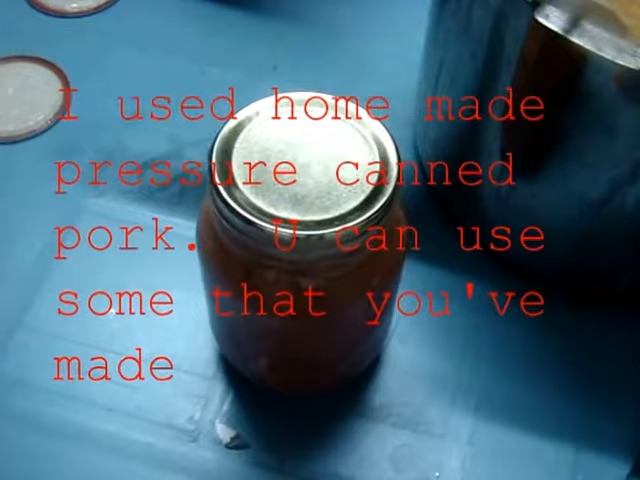 I used home made
pressure canned
pork.  U can use
some that you've
made